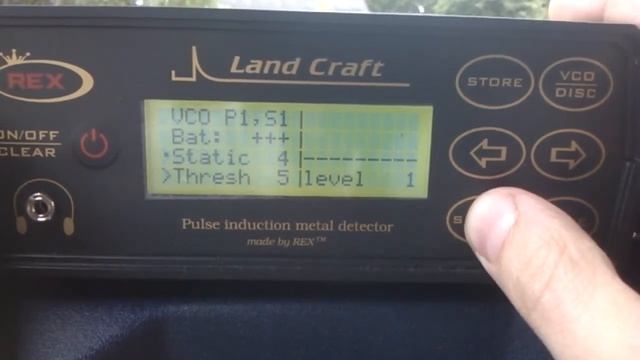 REX
Land Craft
STORE
VCO
DISC
ON/OFF
CLEAR
VCO P1,S1
Bat: +++
*Static 4
>Thresh 5 level 1
Pulse induction metal detector
made by REX™